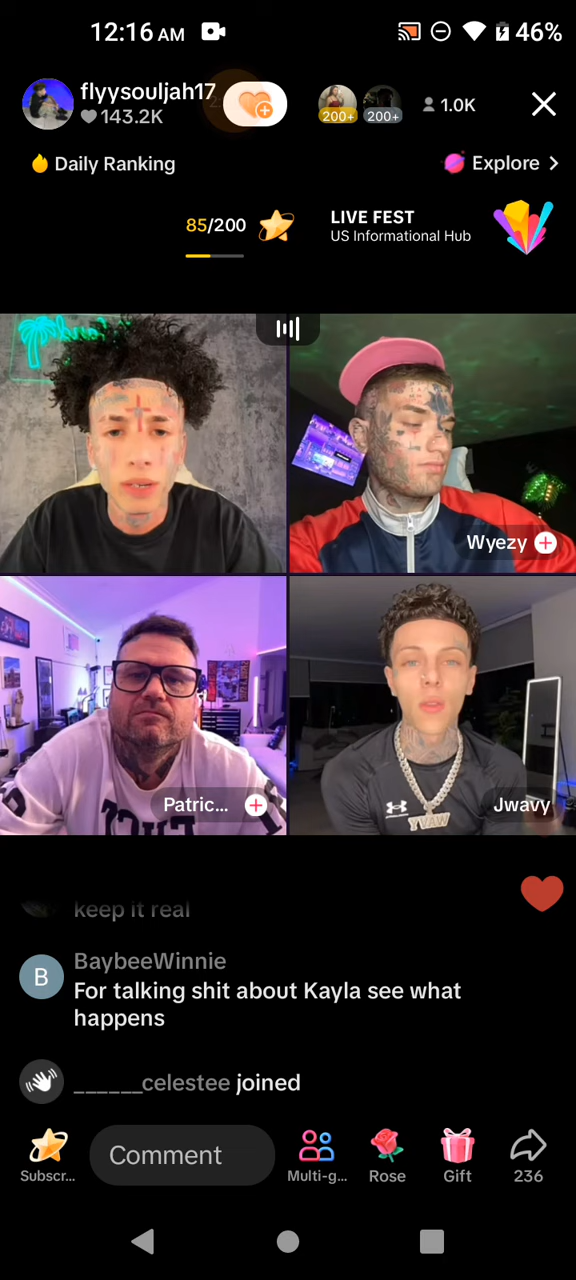 12:16 AM
46%
flyysouljah17
143.2K
200+
200+
1.0K
Daily Ranking
Explore >
85/200
LIVE FEST
US Informational Hub
Wyezy
Patric...
Jwavy
YVAW
keep it real
B
BaybeeWinnie
For talking shit about Kayla see what
happens
______celestee joined
Subscr...
Comment
Multi-g...
Rose
Gift
236